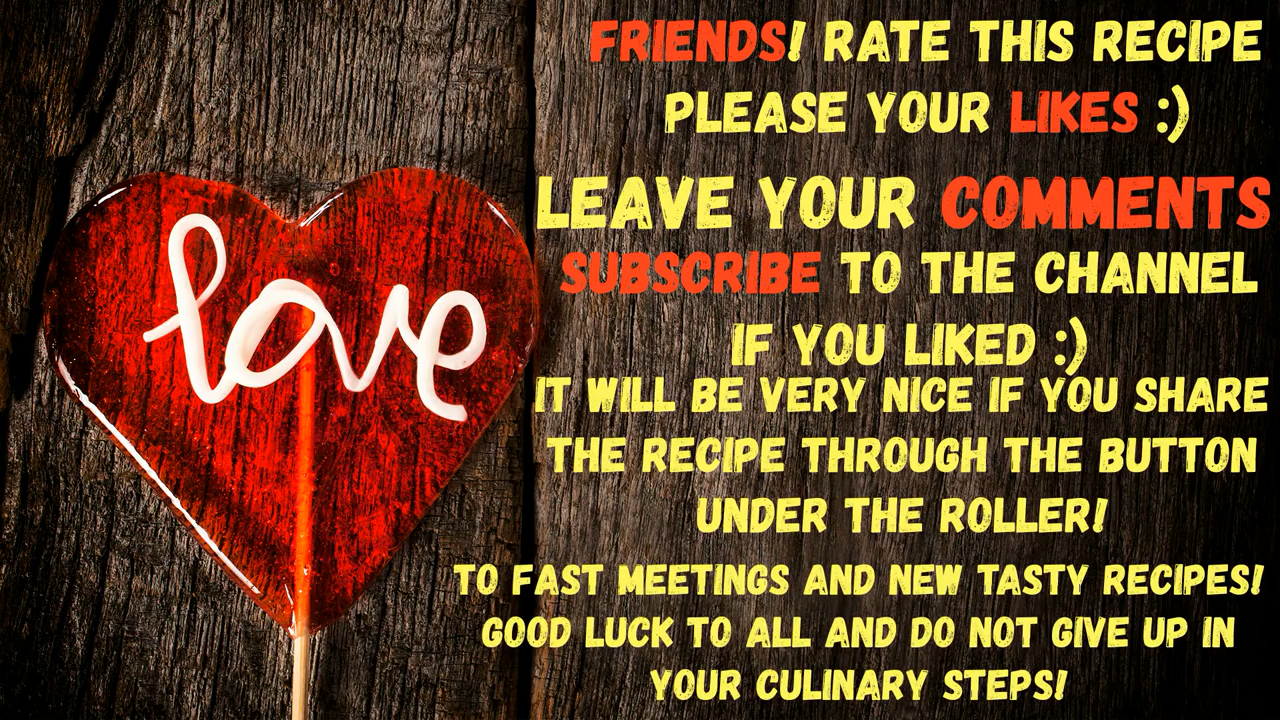 love
FRIENDS! RATE THIS RECIPE
PLEASE YOUR LIKES :)
LEAVE YOUR COMMENTS
SUBSCRIBE TO THE CHANNEL
IF YOU LIKED :)
IT WILL BE VERY NICE IF YOU SHARE
THE RECIPE THROUGH THE BUTTON
UNDER THE ROLLER!
TO FAST MEETINGS AND NEW TASTY RECIPES!
GOOD LUCK TO ALL AND DO NOT GIVE UP IN
YOUR CULINARY STEPS!